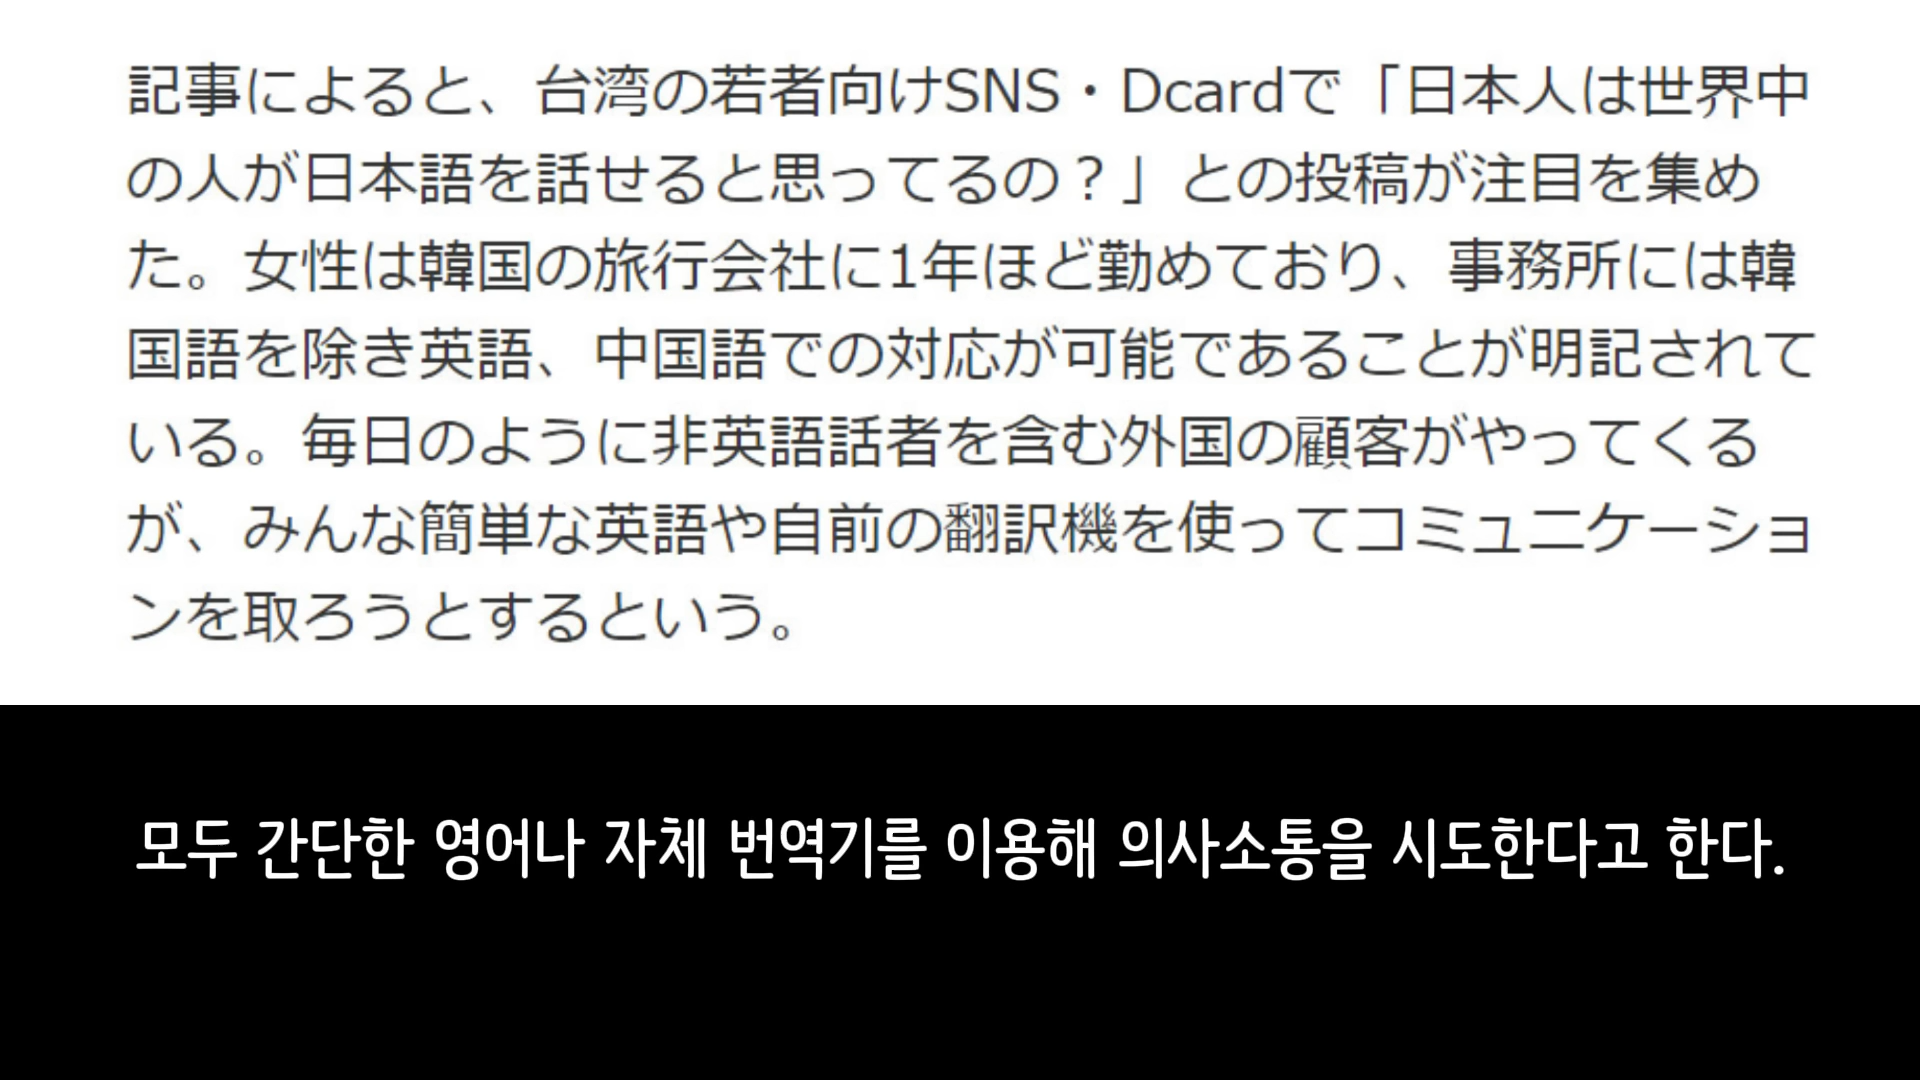 記事によると、台湾の若者向けSNS・Dcardで「日本人は世界中
の人が日本語を話せると思ってるの？」との投稿が注目を集め
た。女性は韓国の旅行会社に1年ほど勤めており、事務所には韓
国語を除き英語、中国語での対応が可能であることが明記されて
いる。毎日のように非英語話者を含む外国の顧客がやってくる
が、みんな簡単な英語や自前の翻訳機を使ってコミュニケーショ
ンを取ろうとするという。
모두 간단한 영어나 자체 번역기를 이용해 의사소통을 시도한다고 한다.